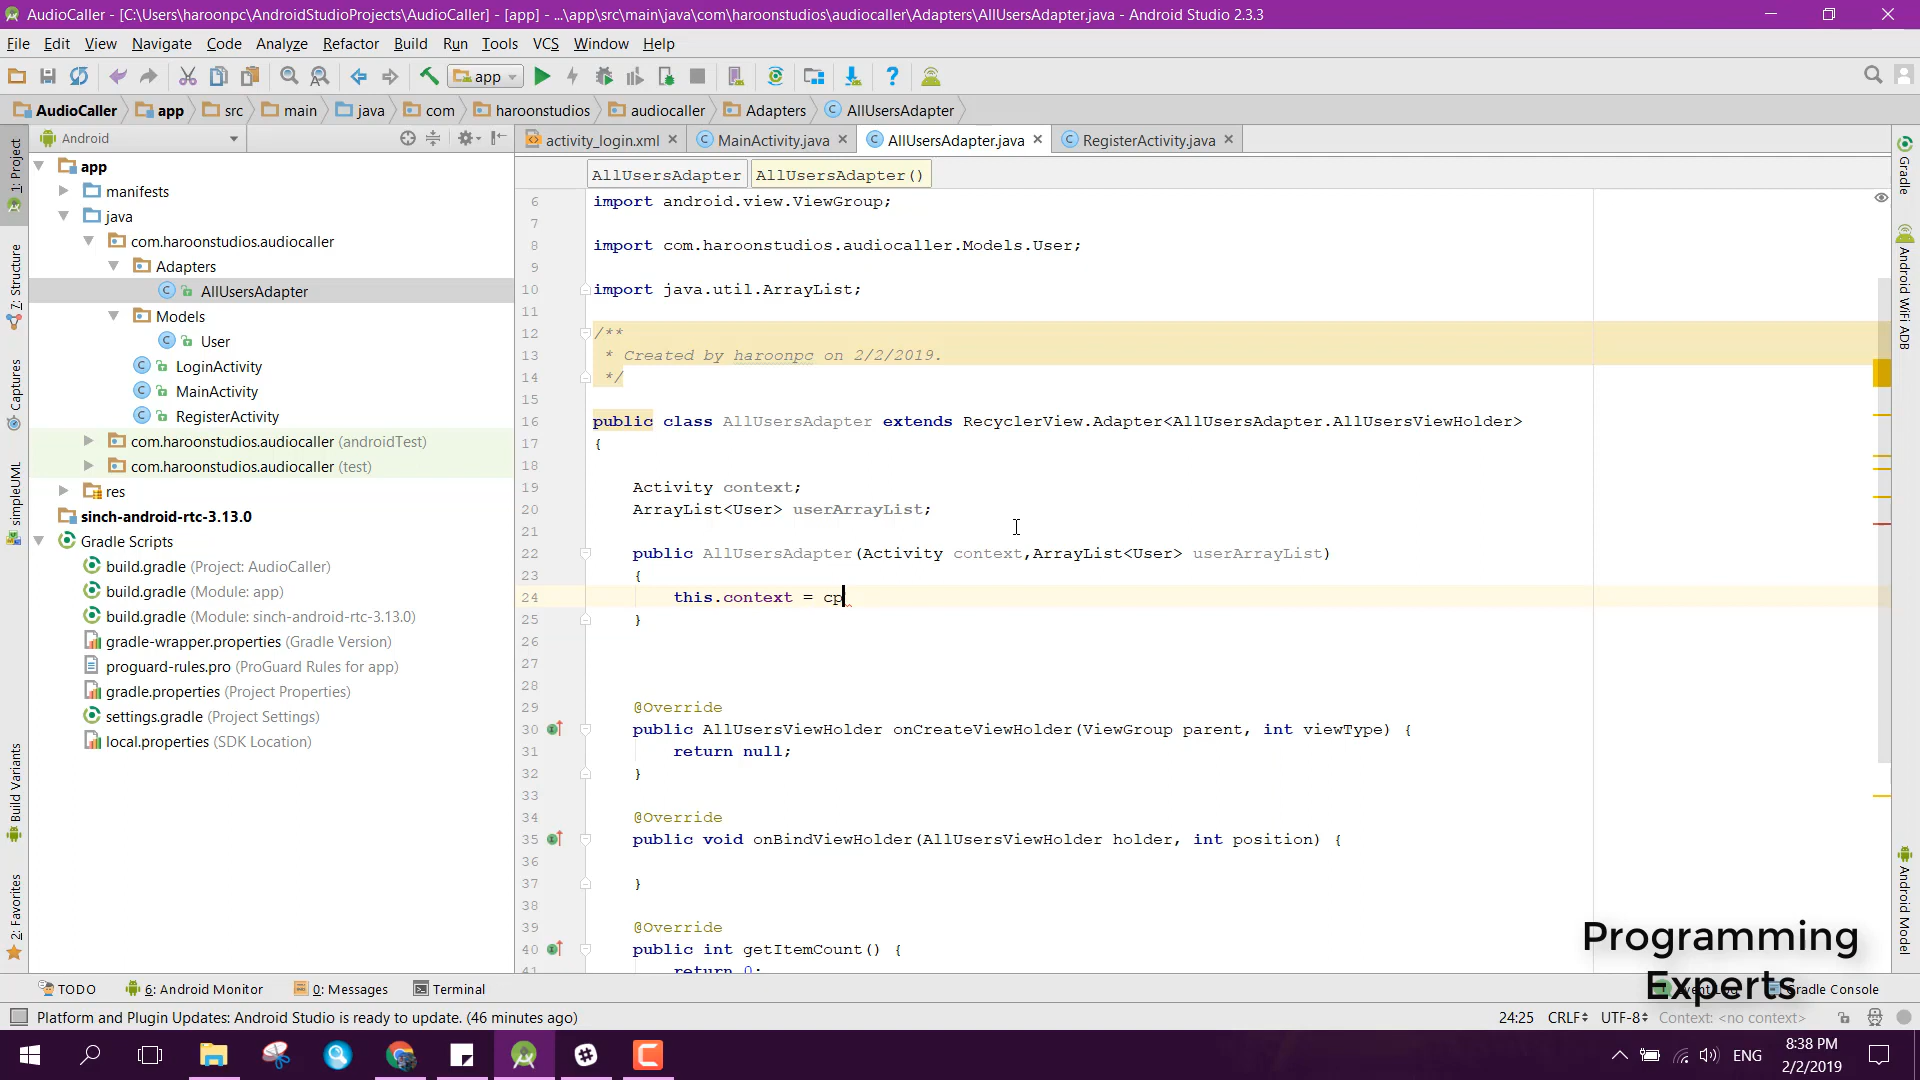 AudioCaller - [C:\Users\haroonpc\AndroidStudioProjects\AudioCaller] - [app] - ...\app\src\main\java\com\haroonstudios\audiocaller\Adapters\AllUsersAdapter.java - Android Studio 2.3.3
File Edit View Navigate Code Analyze Refactor Build Run Tools VCS Window Help
app
AudioCaller app src main java com haroonstudios audiocaller Adapters AllUsersAdapter
Android
activity_login.xml MainActivity.java AllUsersAdapter.java RegisterActivity.java
AllUsersAdapter AllUsersAdapter()
1: Project
7: Structure
Captures
simpleUML
Build Variants
2: Favorites
app
manifests
java
com.haroonstudios.audiocaller
Adapters
AllUsersAdapter
Models
User
LoginActivity
MainActivity
RegisterActivity
com.haroonstudios.audiocaller (androidTest)
com.haroonstudios.audiocaller (test)
res
sinch-android-rtc-3.13.0
Gradle Scripts
build.gradle (Project: AudioCaller)
build.gradle (Module: app)
build.gradle (Module: sinch-android-rtc-3.13.0)
gradle-wrapper.properties (Gradle Version)
proguard-rules.pro (ProGuard Rules for app)
gradle.properties (Project Properties)
settings.gradle (Project Settings)
local.properties (SDK Location)
6 import android.view.ViewGroup;
7
8 import com.haroonstudios.audiocaller.Models.User;
9
10 import java.util.ArrayList;
11
12 /**
13 * Created by haroonpc on 2/2/2019.
14 */
15
16 public class AllUsersAdapter extends RecyclerView.Adapter<AllUsersAdapter.AllUsersViewHolder>
17 {
18
19 Activity context;
20 ArrayList<User> userArrayList;
21
22 public AllUsersAdapter(Activity context,ArrayList<User> userArrayList)
23 {
24 this.context = cp
25 }
26
27
28
29 @Override
30 public AllUsersViewHolder onCreateViewHolder(ViewGroup parent, int viewType) {
31 return null;
32 }
33
34 @Override
35 public void onBindViewHolder(AllUsersViewHolder holder, int position) {
36
37 }
38
39 @Override
40 public int getItemCount() {
41 return 0;
Gradle
Android WiFi ADB
Android Model
Programming
Experts
TODO 6: Android Monitor 0: Messages Terminal Gradle Console
Platform and Plugin Updates: Android Studio is ready to update. (46 minutes ago) 24:25 CRLF UTF-8 Context: <no context>
ENG 8:38 PM
2/2/2019